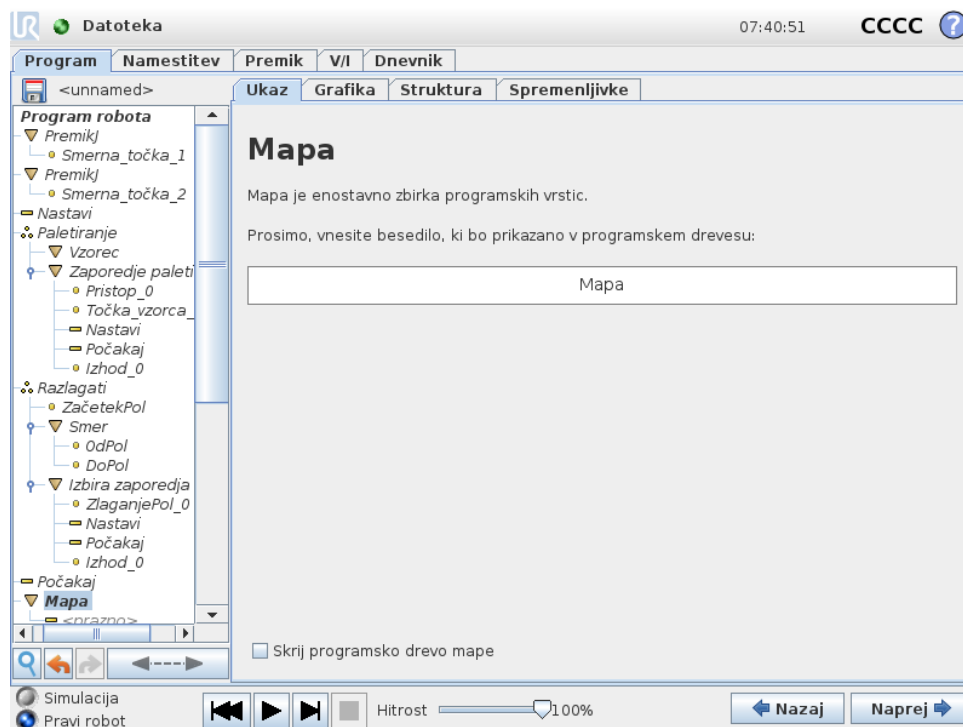 UR Datoteka 07:40:51 CCCC ?
Program Namestitev Premik V/I Dnevnik
<unnamed> Ukaz Grafika Struktura Spremenljivke
Program robota
PremikJ
Smerna_točka_1
PremikJ
Smerna_točka_2
Nastavi
Paletiranje
Vzorec
Zaporedje paleti
Pristop_0
Točka_vzorca_
Nastavi
Počakaj
Izhod_0
Razlagati
ZačetekPol
Smer
OdPol
DoPol
Izbira zaporedja
ZlaganjePol_0
Nastavi
Počakaj
Izhod_0
Počakaj
Mapa
<prazno>
Mapa
Mapa je enostavno zbirka programskih vrstic.
Prosimo, vnesite besedilo, ki bo prikazano v programskem drevesu:
Mapa
Skrij programsko drevo mape
Simulacija
Pravi robot
Hitrost 100%
Nazaj Naprej